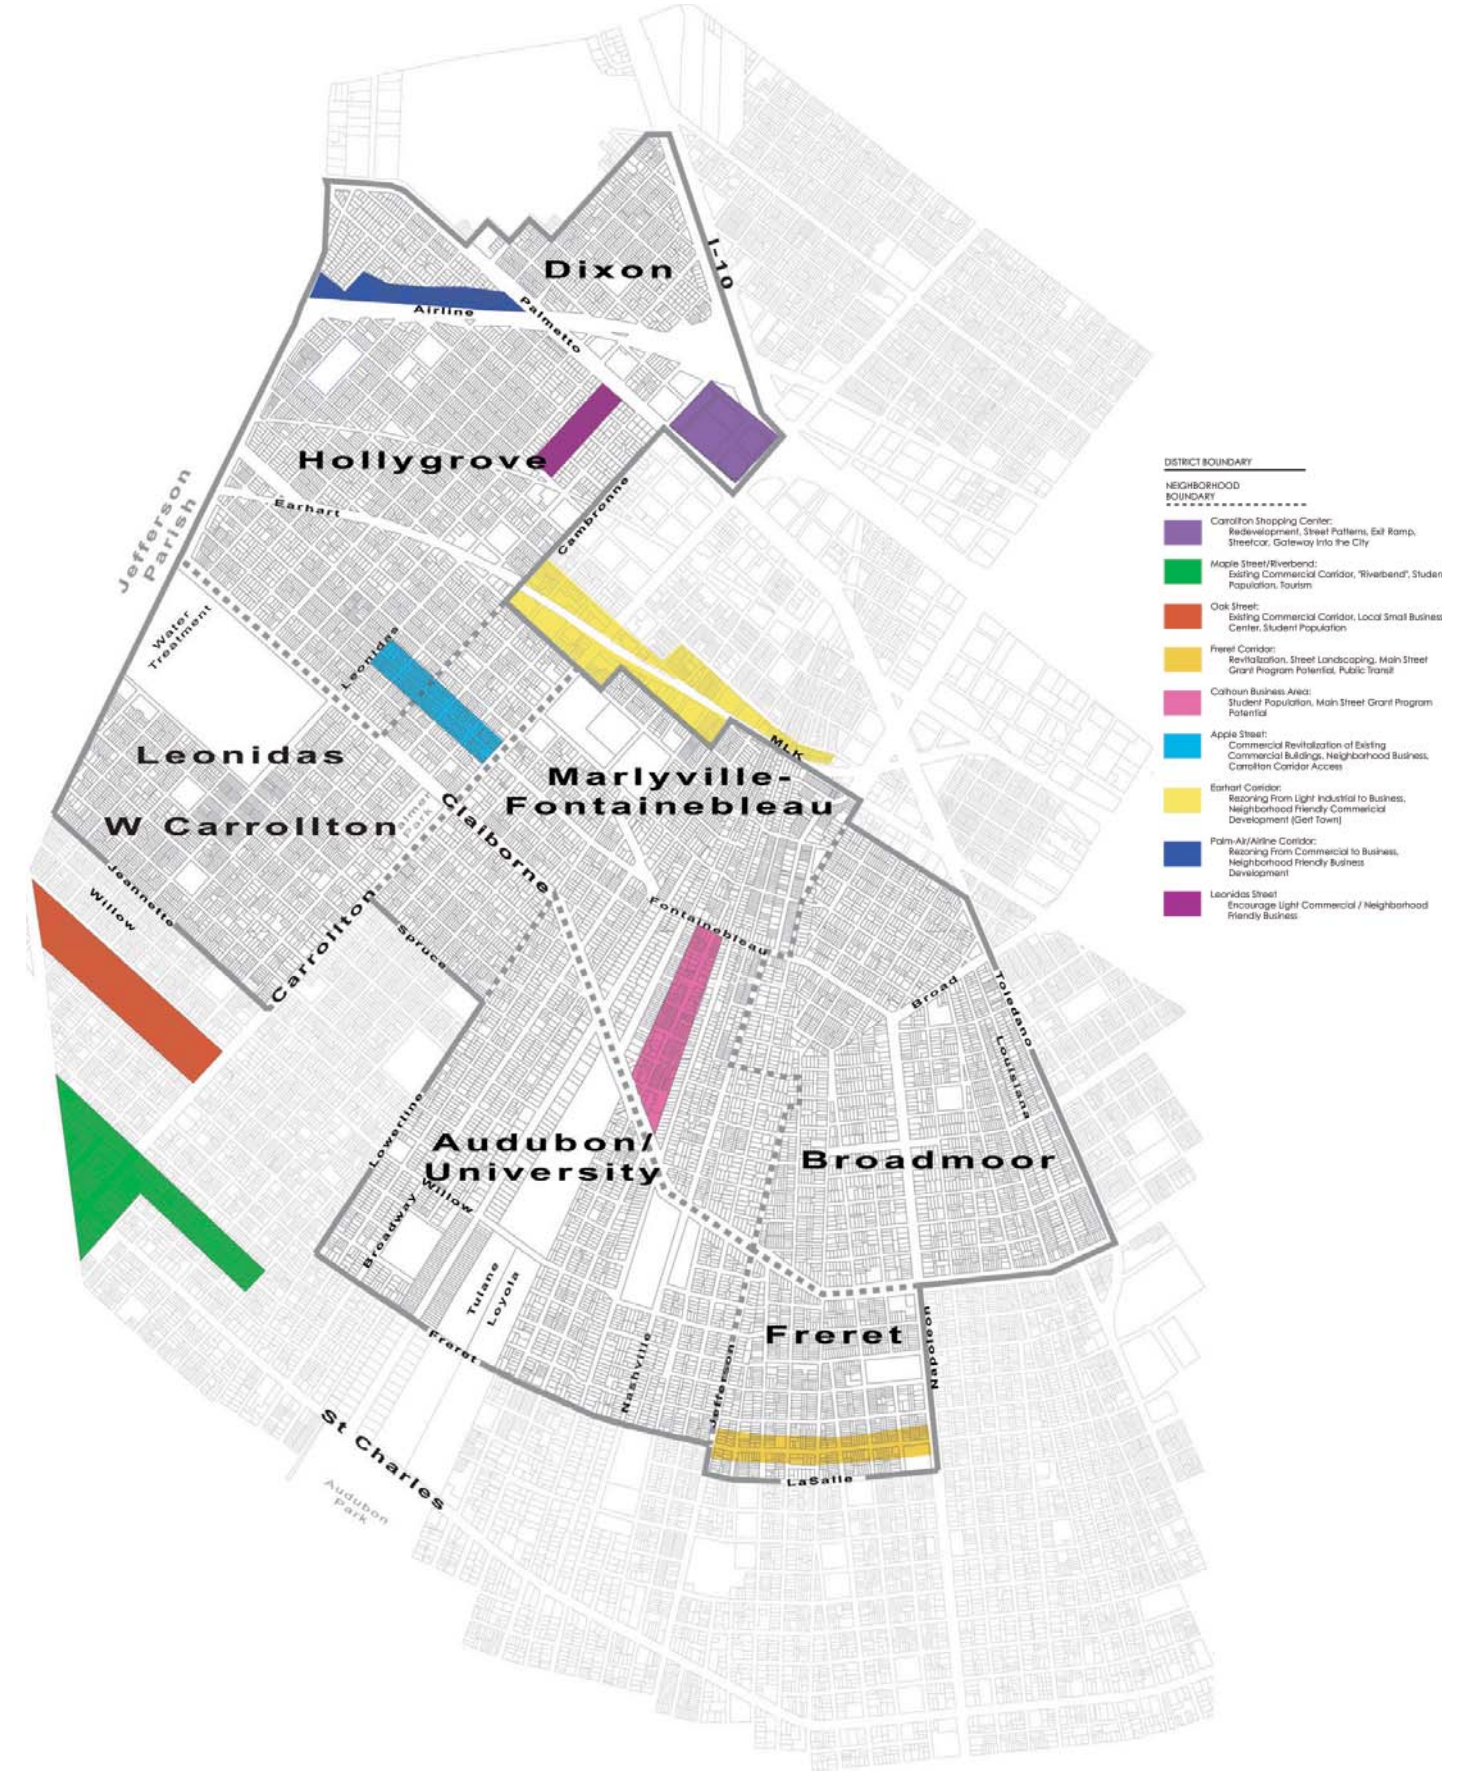 Dixon
I-10
Airline
Palmetto
Hollygrove
Earhart
Cambronne
Jefferson
Parish
Water
Treatment
Leonidas
Leonidas
W Carrollton
Marlyville-
Fontainebleau
MLK
Claiborne
Jeannette
Willow
Carrollton
Spruce
Fontainebleau
Broad
Toledano
Louisiana
Lowerline
Audubon/
University
Broadmoor
Willow
Broadway
Tulane
Loyola
Freret
Freret
Napoleon
Nashville
Jefferson
LaSalle
St Charles
Audubon
Park
DISTRICT BOUNDARY
NEIGHBORHOOD
BOUNDARY
Carrollton Shopping Center:
Redevelopment, Street Patterns, Exit Ramp,
Streetcar, Gateway Into the City
Maple Street/Riverbend:
Existing Commercial Corridor, "Riverbend", Studen
Population, Tourism
Oak Street:
Existing Commercial Corridor, Local Small Business
Center, Student Population
Freret Corridor:
Revitalization, Street Landscaping, Main Street
Grant Program Potential, Public Transit
Calhoun Business Area:
Student Population, Main Street Grant Program
Potential
Apple Street:
Commercial Revitalization of Existing
Commercial Buildings, Neighborhood Business,
Carrollton Corridor Access
Earhart Corridor:
Rezoning From Light Industrial to Business,
Neighborhood Friendly Commericial
Development (Gert Town)
Palm-Air/Airline Corridor:
Rezoning From Commercial to Business,
Neighborhood Friendly Business
Development
Leonidas Street
Encourage Light Commercial / Neighborhood
Friendly Business